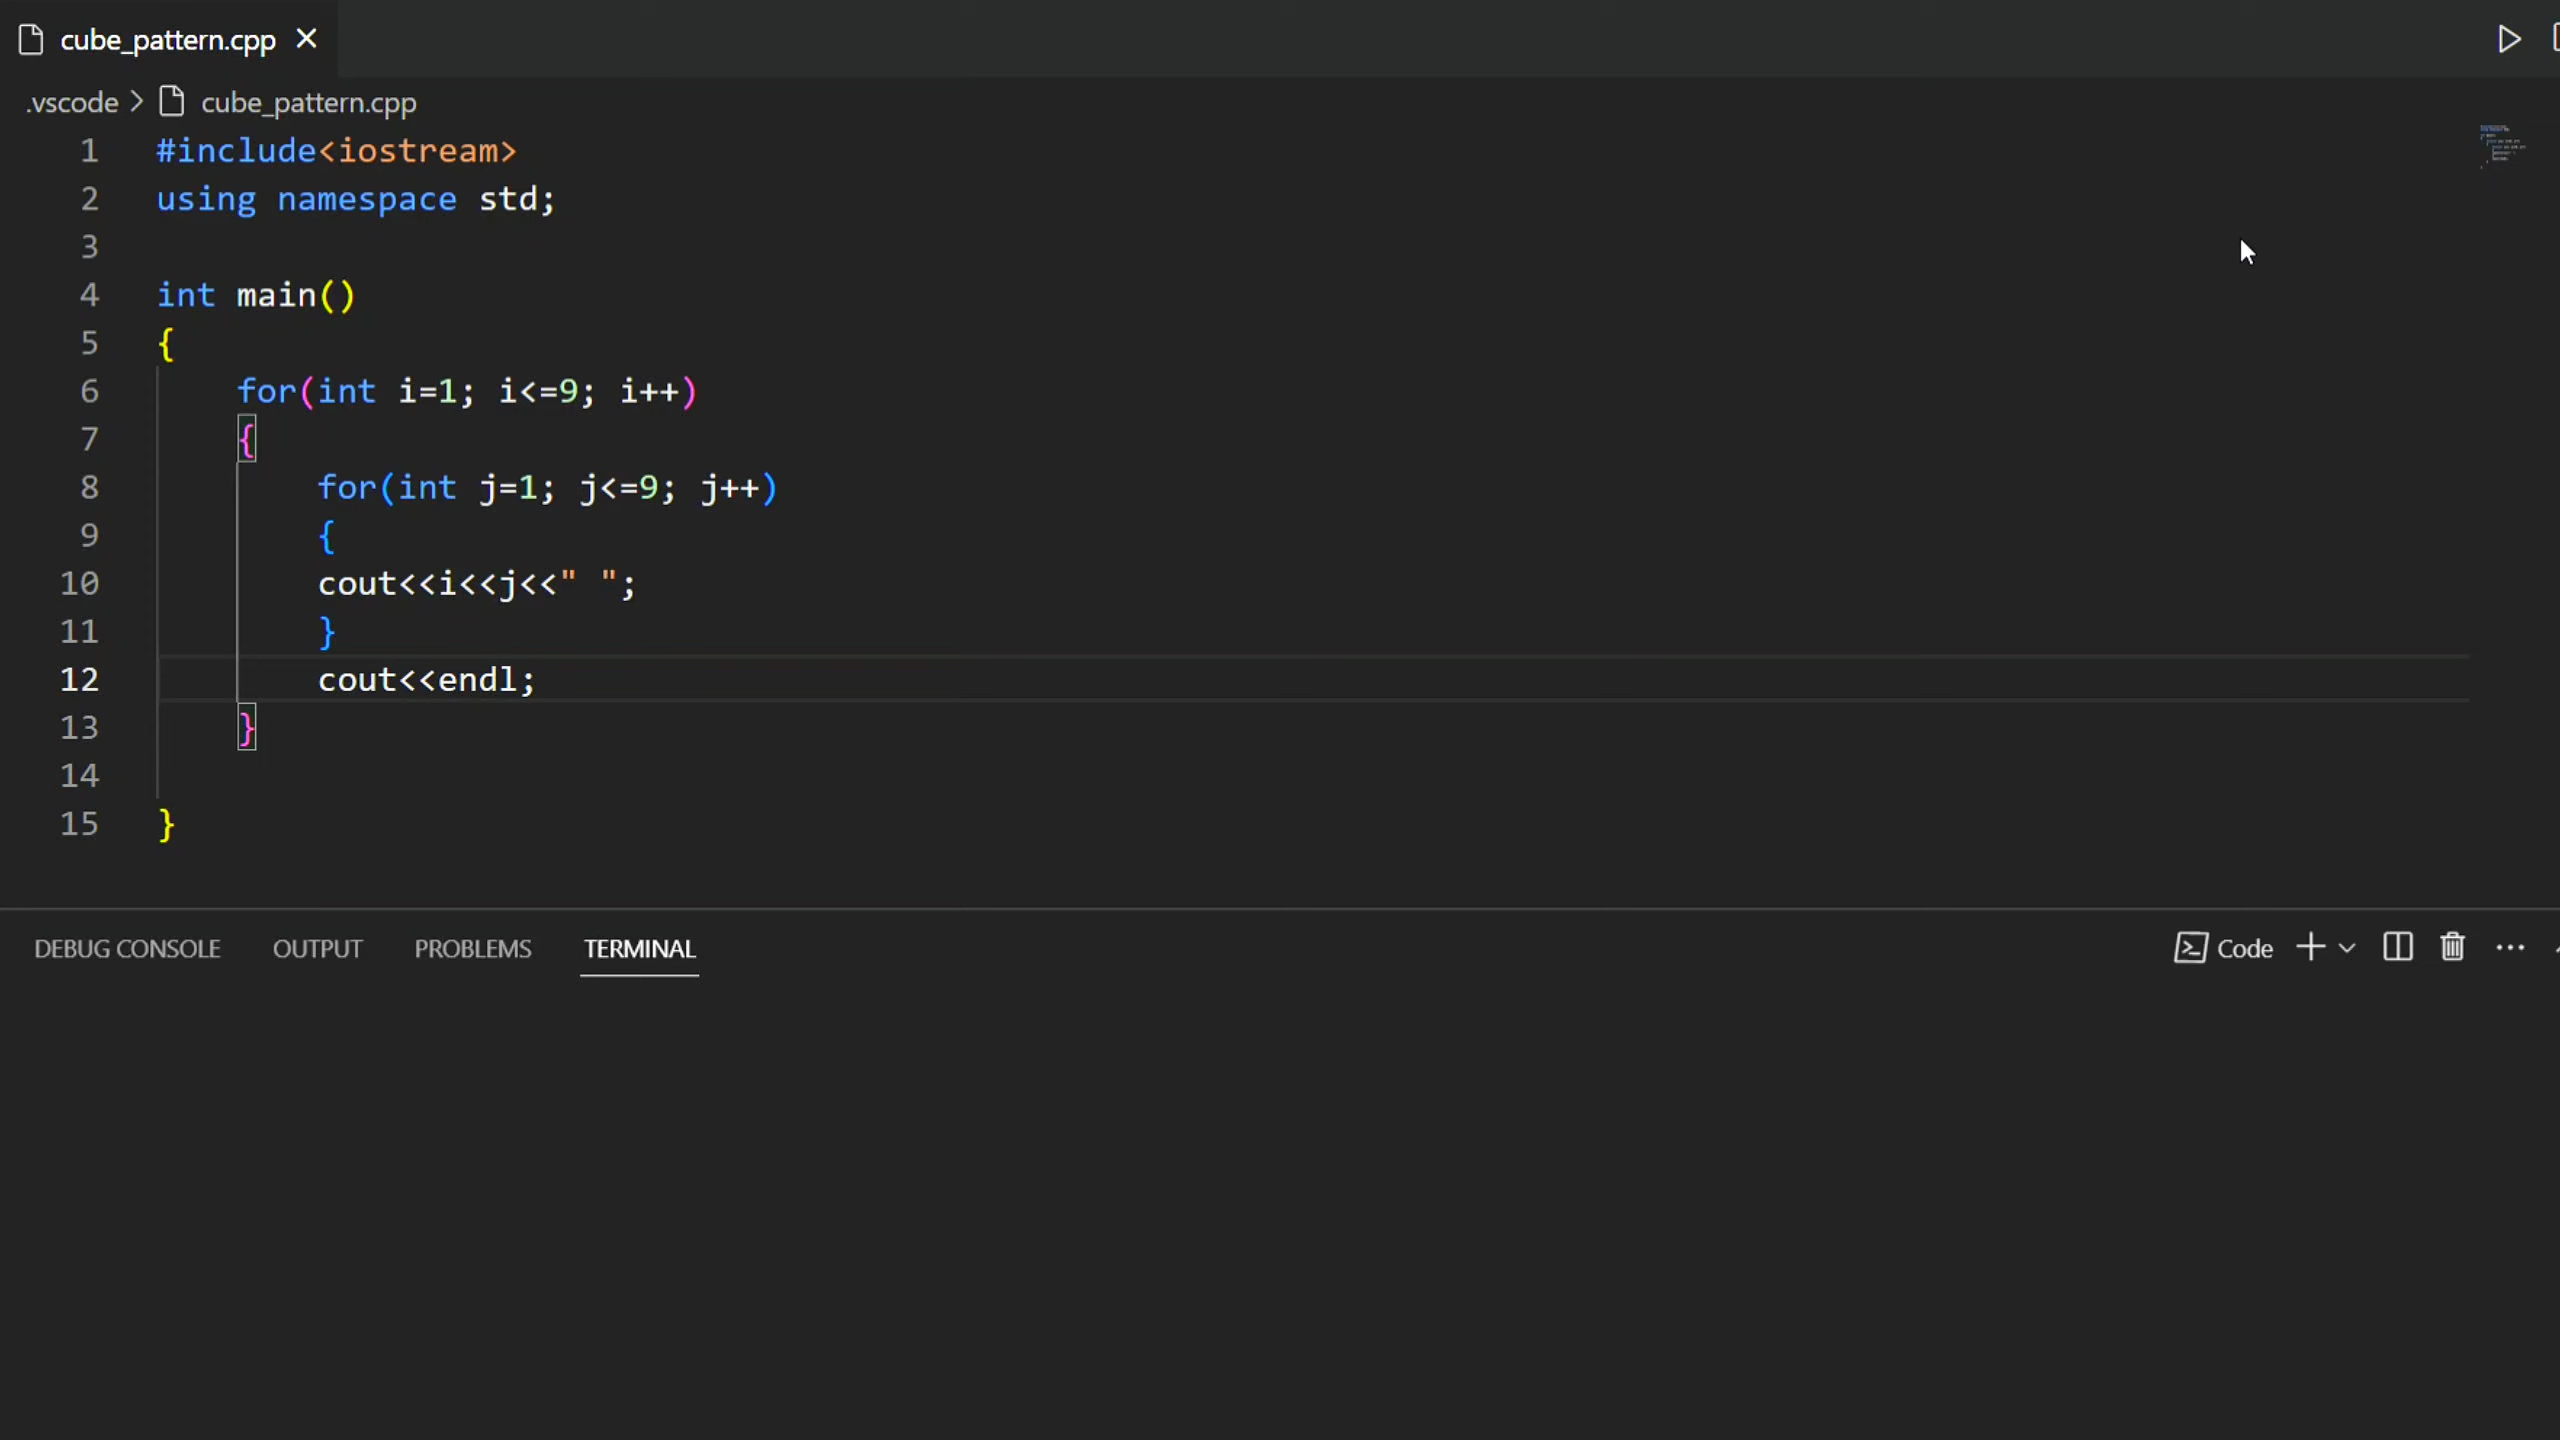 cube_pattern.cpp
.vscode > cube_pattern.cpp
1 #include<iostream>
2 using namespace std;
3
4 int main()
5 {
6     for(int i=1; i<=9; i++)
7     {
8         for(int j=1; j<=9; j++)
9         {
10         cout<<i<<j<<" ";
11         }
12         cout<<endl;
13     }
14
15 }
DEBUG CONSOLE OUTPUT PROBLEMS TERMINAL Code